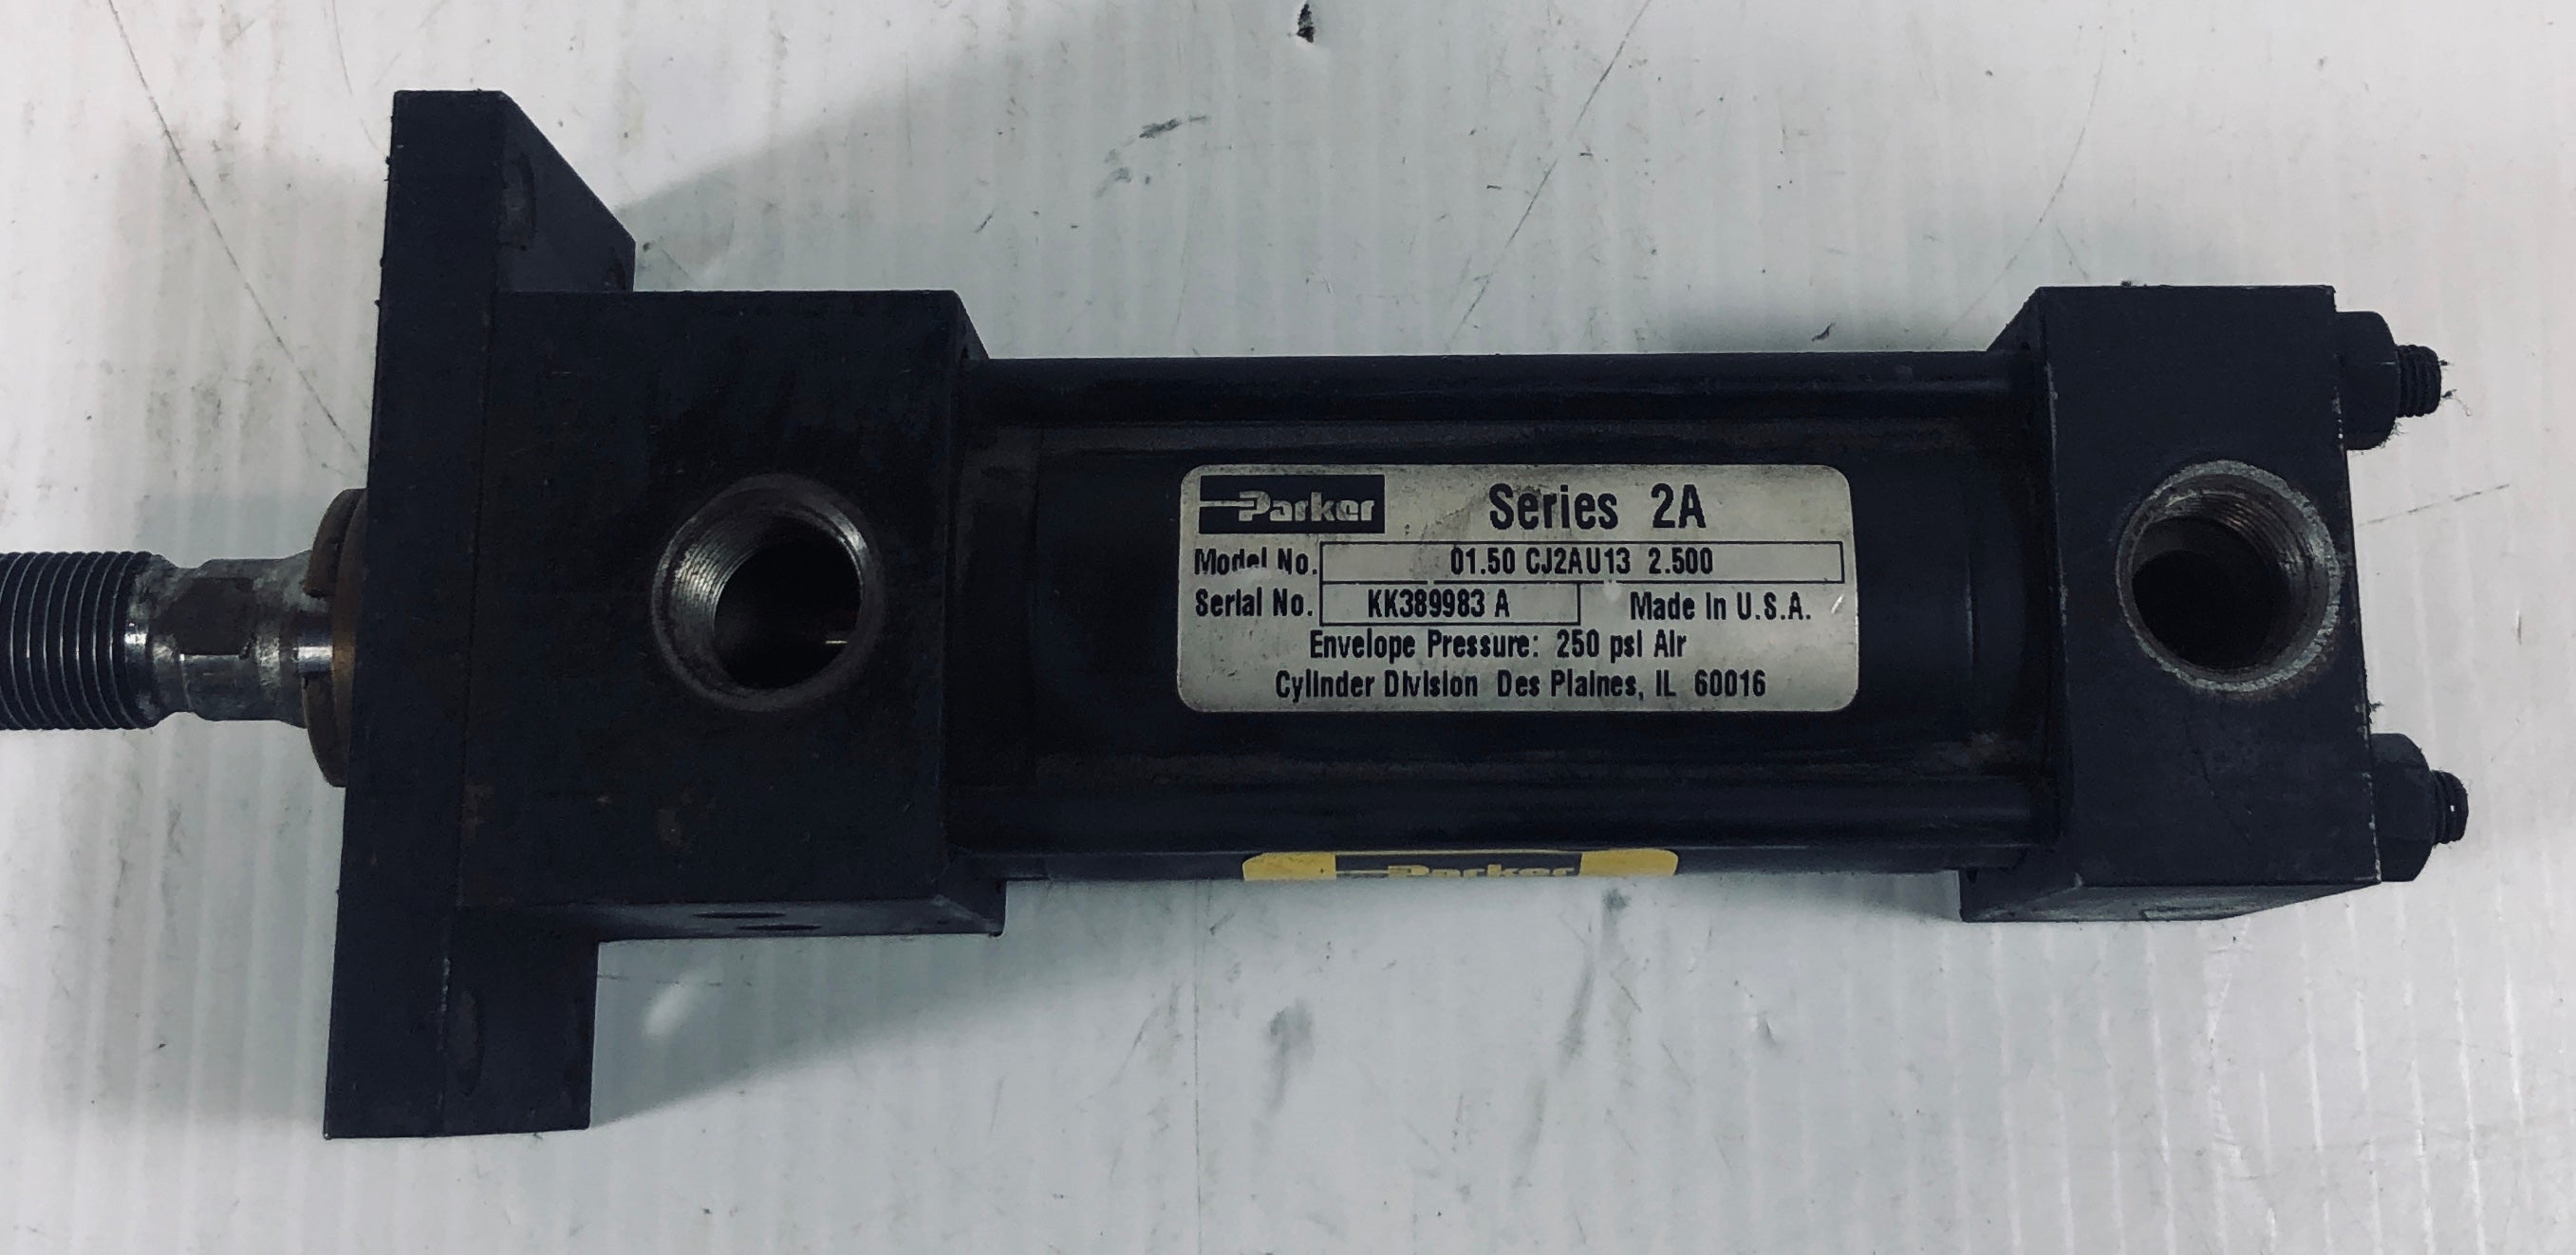 Parker Series 2A
Model No. 01.50 CJ2AU13 2.500
Serial No. KK389983 A Made In U.S.A.
Envelope Pressure: 250 psi Air
Cylinder Division Des Plaines, IL 60016
Parker